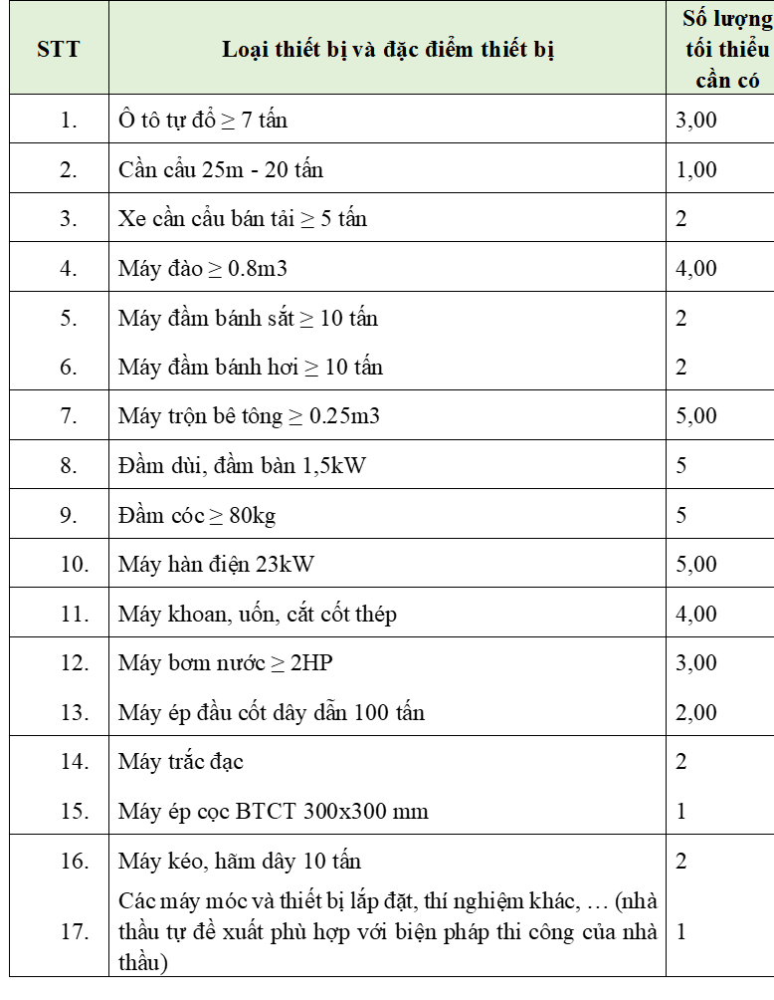 STT Loại thiết bị và đặc điểm thiết bị Số lượng
tối thiểu
cần có
1. Ô tô tự đổ ≥ 7 tấn 3,00
2. Cần cẩu 25m - 20 tấn 1,00
3. Xe cần cẩu bán tải ≥ 5 tấn 2
4. Máy đào ≥ 0.8m3 4,00
5. Máy đầm bánh sắt ≥ 10 tấn 2
6. Máy đầm bánh hơi ≥ 10 tấn 2
7. Máy trộn bê tông ≥ 0.25m3 5,00
8. Đầm dùi, đầm bàn 1,5kW 5
9. Đầm cóc ≥ 80kg 5
10. Máy hàn điện 23kW 5,00
11. Máy khoan, uốn, cắt cốt thép 4,00
12. Máy bơm nước ≥ 2HP 3,00
13. Máy ép đầu cốt dây dẫn 100 tấn 2,00
14. Máy trắc đạc 2
15. Máy ép cọc BTCT 300x300 mm 1
16. Máy kéo, hãm dây 10 tấn 2
Các máy móc và thiết bị lắp đặt, thí nghiệm khác, … (nhà
17. thầu tự đề xuất phù hợp với biện pháp thi công của nhà 1
thầu)